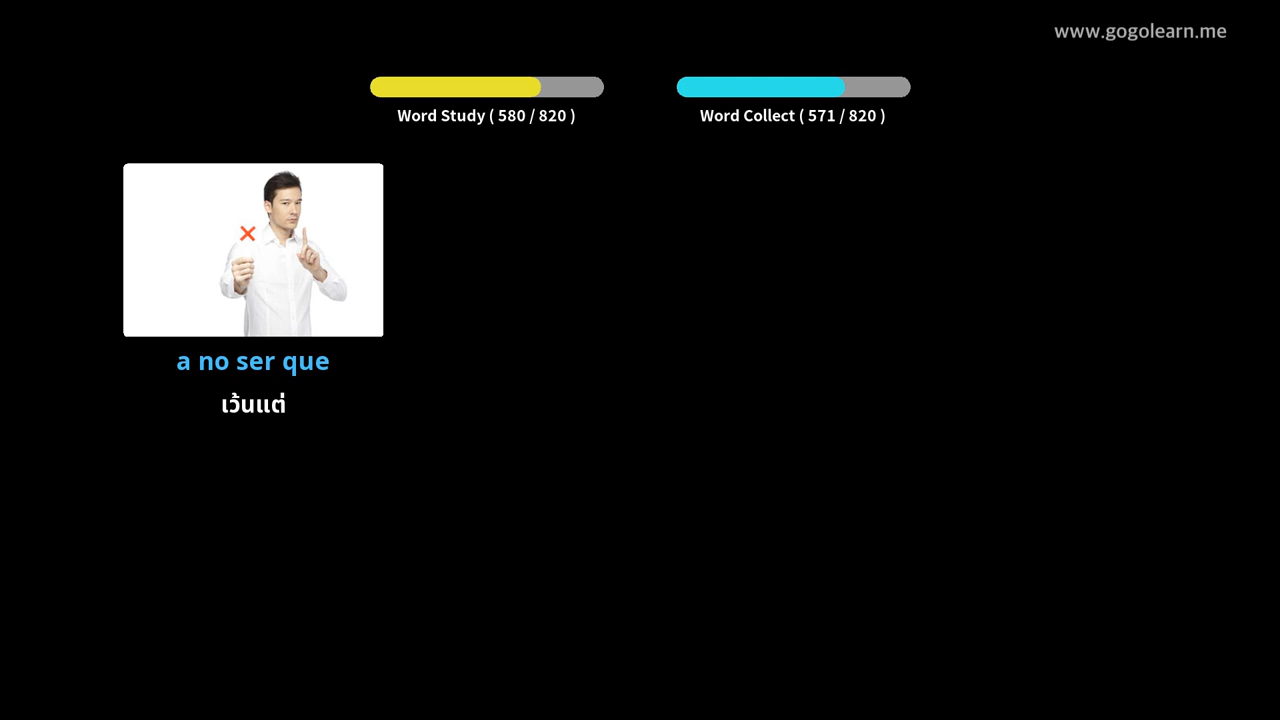 www.gogolearn.me
Word Study ( 580 / 820 )
Word Collect ( 571 / 820 )
a no ser que
เว้นแต่